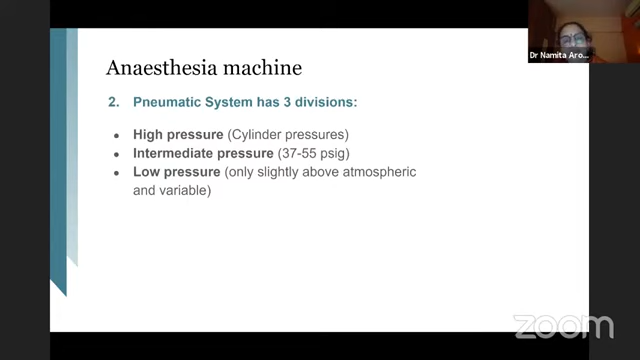 Dr Namita Aro...
Anaesthesia machine
2. Pneumatic System has 3 divisions:
● High pressure (Cylinder pressures)
● Intermediate pressure (37-55 psig)
● Low pressure (only slightly above atmospheric
and variable)
zoom